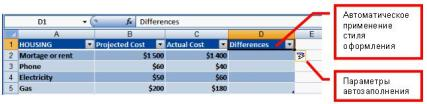 D1 fx Differences
A B C D E
1 HOUSING Projected Cost Actual Cost Differences
2 Mortage or rent $1 500 $1 400
3 Phone $60 $40
4 Electricity $50 $60
5 Gas $200 $180
Автоматическое
применение
стиля
оформления
Параметры
автозаполнения